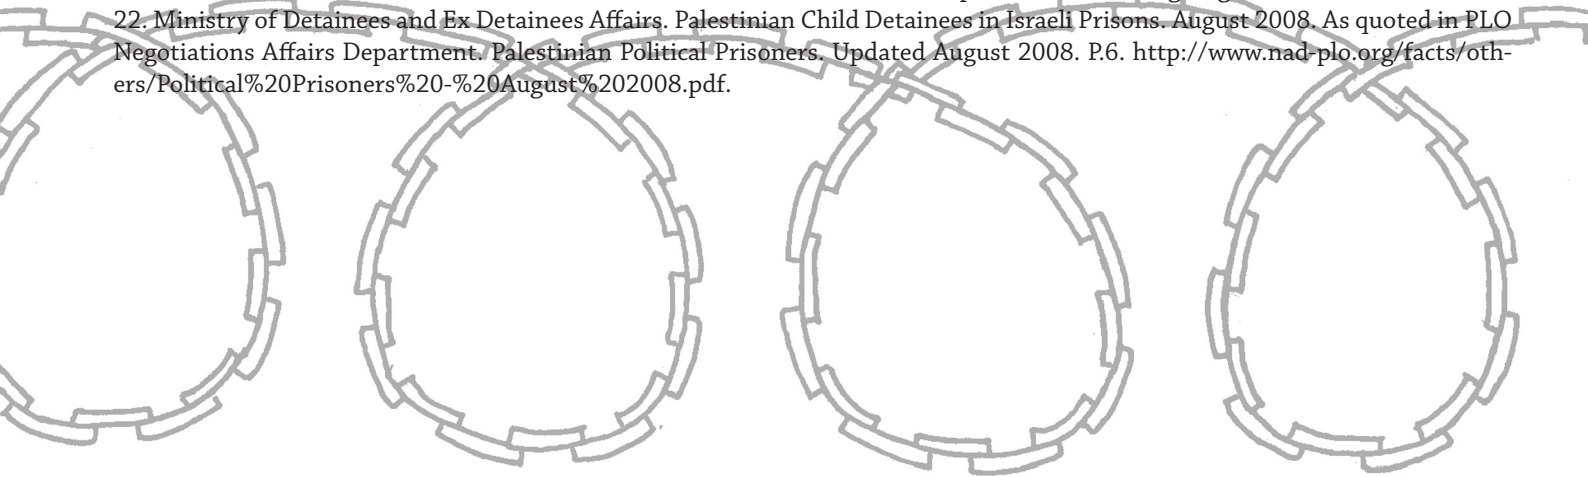 22. Ministry of Detainees and Ex Detainees Affairs. Palestinian Child Detainees in Israeli Prisons. August 2008. As quoted in PLO
Negotiations Affairs Department. Palestinian Political Prisoners. Updated August 2008. P.6. http://www.nad-plo.org/facts/oth-
ers/Political%20Prisoners%20-%20August%202008.pdf.